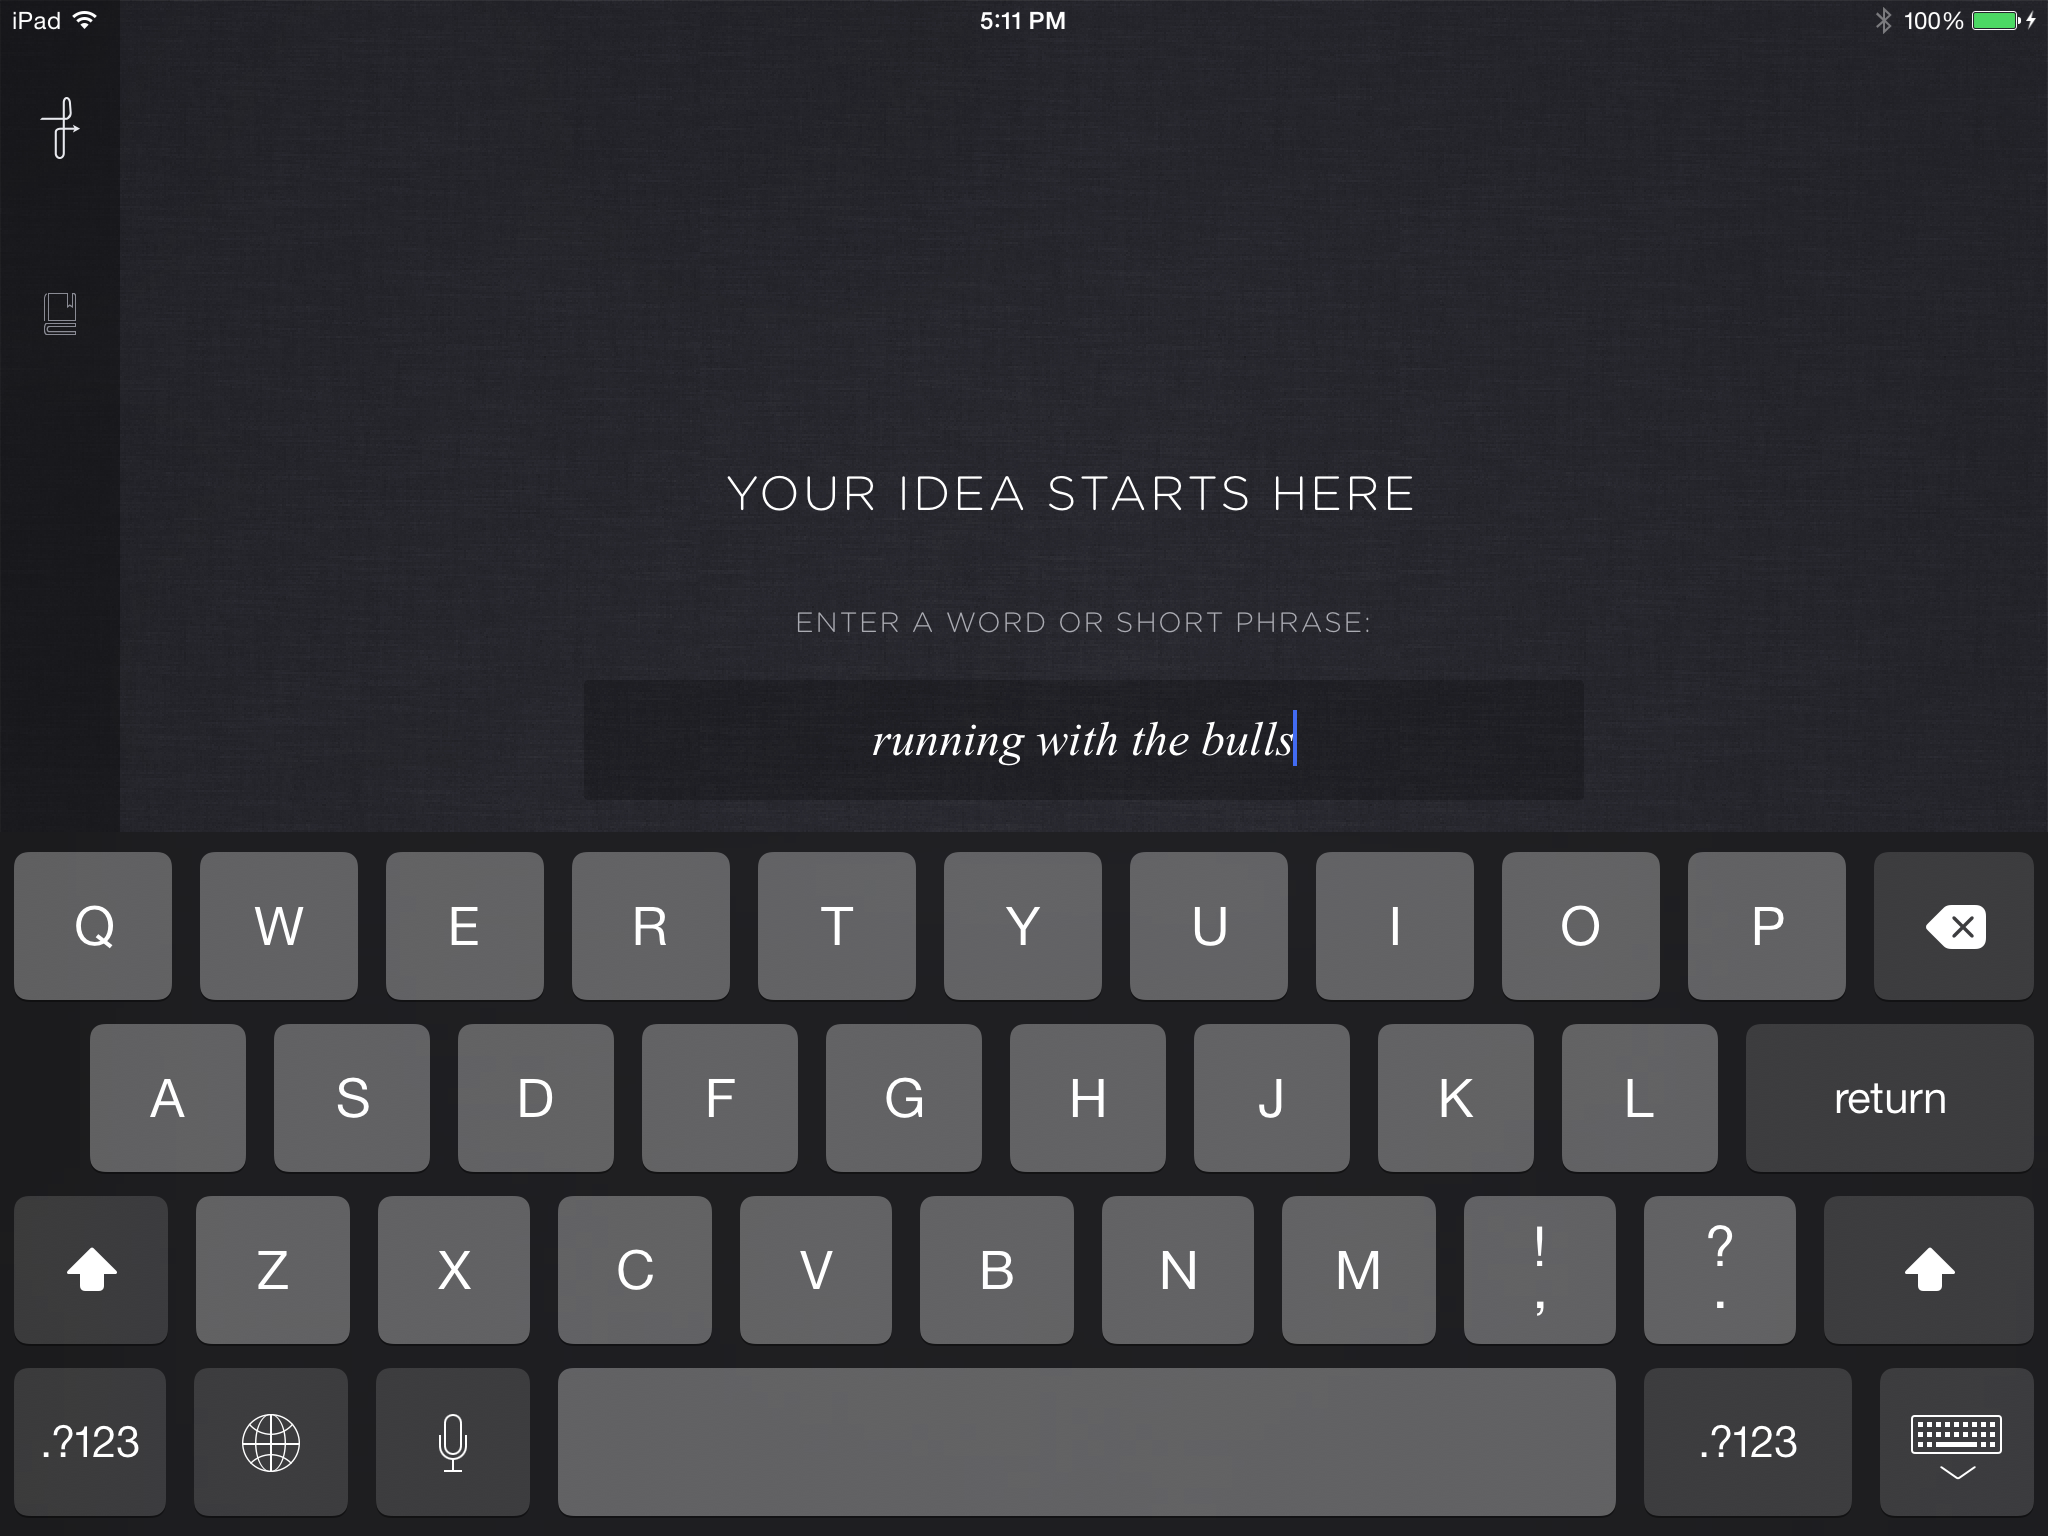 iPad 5:11 PM 100%
YOUR IDEA STARTS HERE
ENTER A WORD OR SHORT PHRASE:
running with the bulls
Q W E R T Y U I O P
A S D F G H J K L return
Z X C V B N M ! , ? .
.?123 .?123